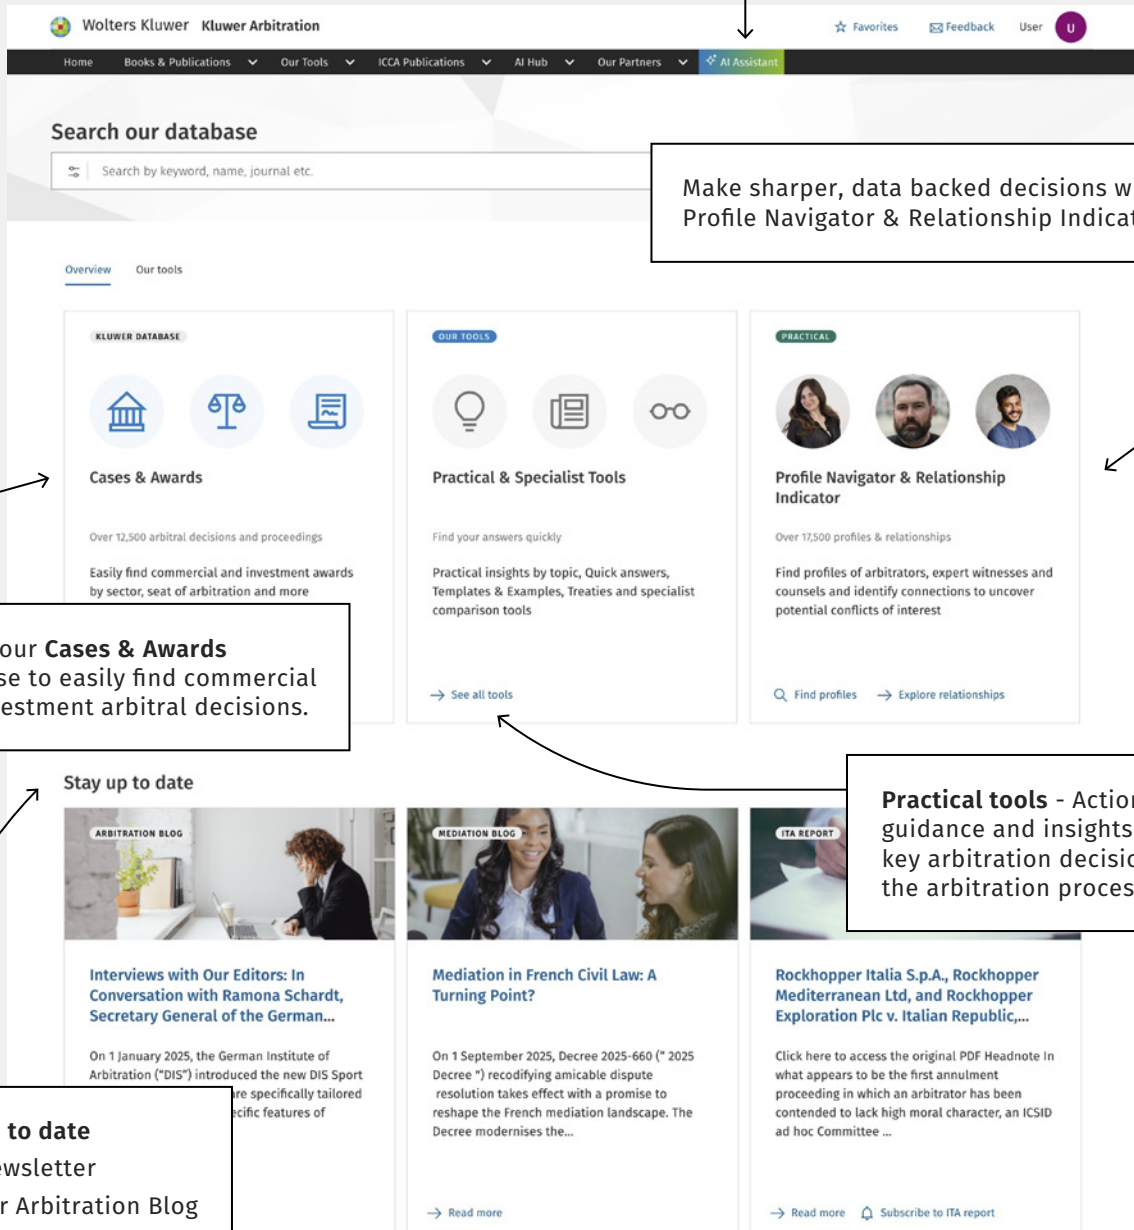 Wolters Kluwer Kluwer Arbitration
Favorites Feedback User U
Home Books & Publications Our Tools ICCA Publications AI Hub Our Partners AI Assistant
Search our database
Search by keyword, name, journal etc.
Make sharper, data backed decisions w
Profile Navigator & Relationship Indicat
Overview Our tools
KLUWER DATABASE
Cases & Awards
Over 12,500 arbitral decisions and proceedings
Easily find commercial and investment awards
by sector, seat of arbitration and more
OUR TOOLS
Practical & Specialist Tools
Find your answers quickly
Practical insights by topic, Quick answers,
Templates & Examples, Treaties and specialist
comparison tools
See all tools
PRACTICAL
Profile Navigator & Relationship
Indicator
Over 17,500 profiles & relationships
Find profiles of arbitrators, expert witnesses and
counsels and identify connections to uncover
potential conflicts of interest
Find profiles Explore relationships
our Cases & Awards
se to easily find commercial
estment arbitral decisions.
Stay up to date
Practical tools - Action
guidance and insights
key arbitration decisio
the arbitration proces
ARBITRATION BLOG
Interviews with Our Editors: In
Conversation with Ramona Schardt,
Secretary General of the German...
On 1 January 2025, the German Institute of
Arbitration ("DIS") introduced the new DIS Sport
re specifically tailored
ecific features of
to date
ewsletter
r Arbitration Blog
MEDIATION BLOG
Mediation in French Civil Law: A
Turning Point?
On 1 September 2025, Decree 2025-660 (" 2025
Decree ") recodifying amicable dispute
resolution takes effect with a promise to
reshape the French mediation landscape. The
Decree modernises the...
Read more
ITA REPORT
Rockhopper Italia S.p.A., Rockhopper
Mediterranean Ltd, and Rockhopper
Exploration Plc v. Italian Republic,...
Click here to access the original PDF Headnote In
what appears to be the first annulment
proceeding in which an arbitrator has been
contended to lack high moral character, an ICSID
ad hoc Committee ...
Read more Subscribe to ITA report